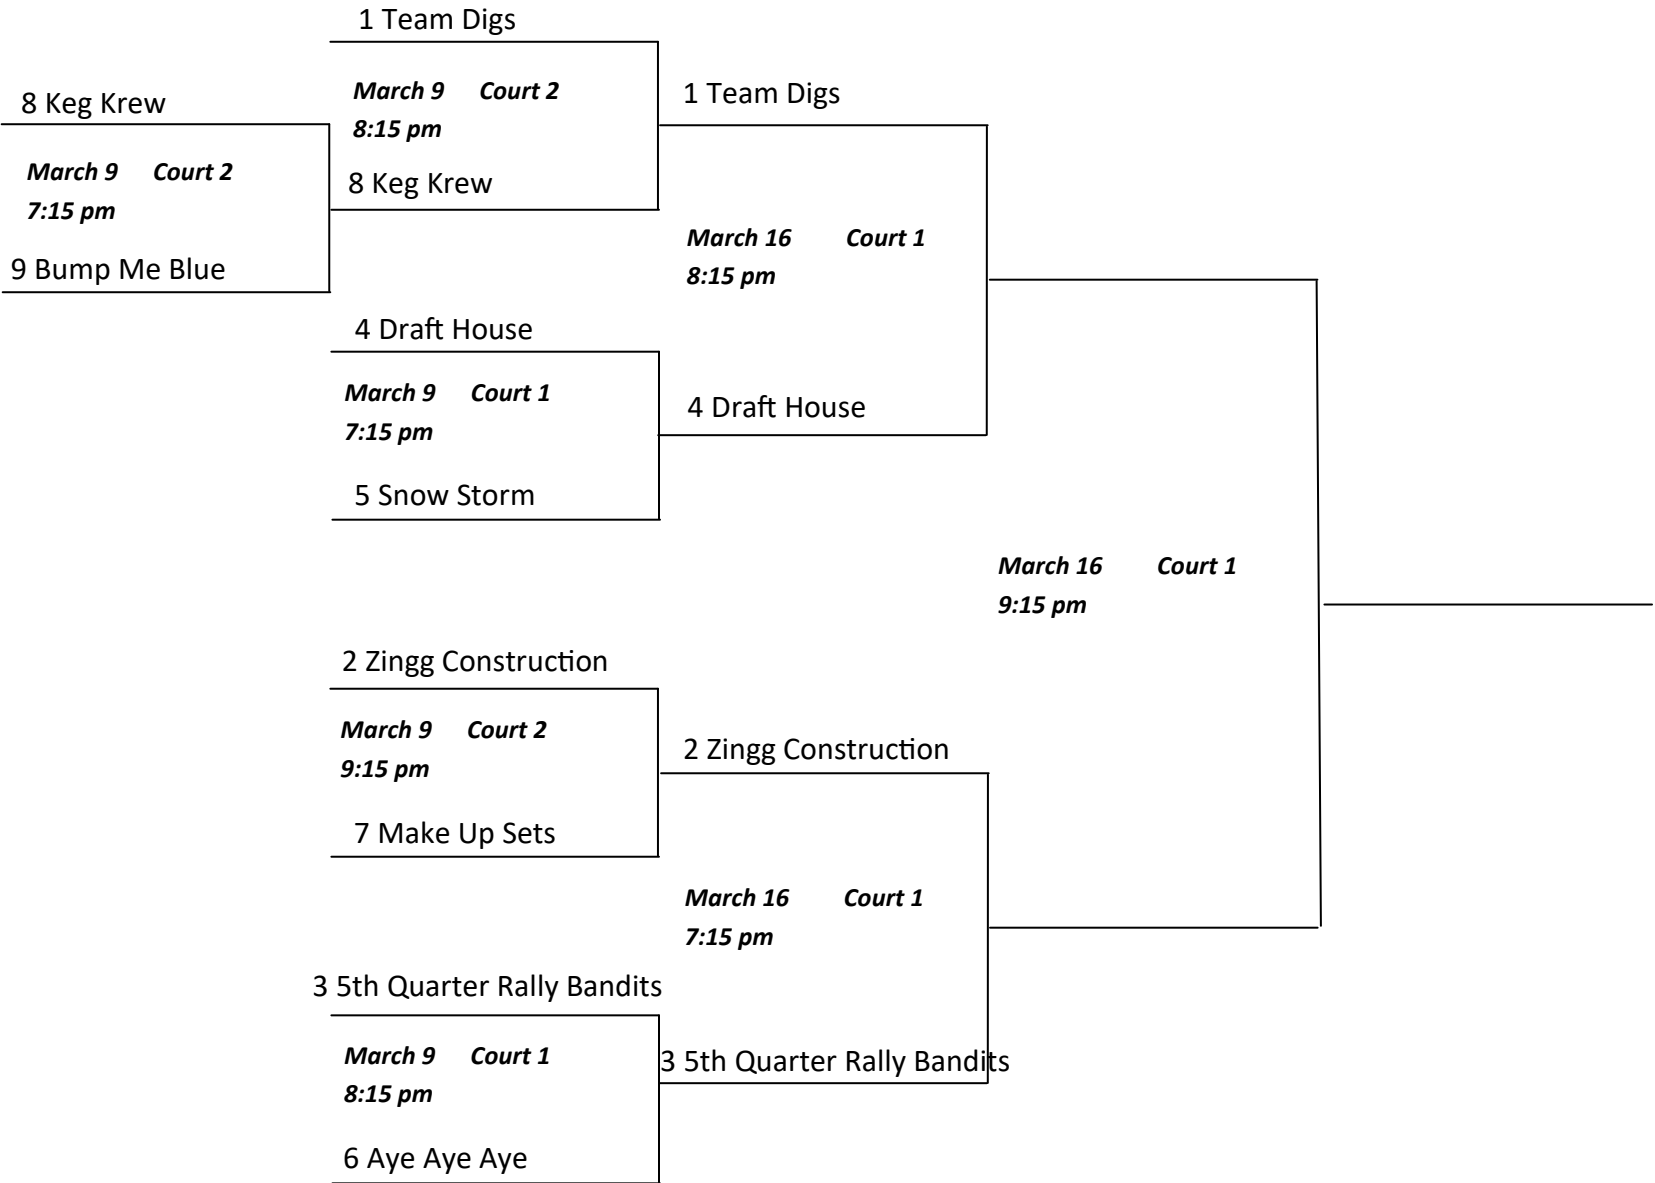 1 Team Digs
March 9 Court 2
8:15 pm
8 Keg Krew
8 Keg Krew
March 9 Court 2
7:15 pm
9 Bump Me Blue
1 Team Digs
March 16 Court 1
8:15 pm
4 Draft House
4 Draft House
March 9 Court 1
7:15 pm
5 Snow Storm
March 16 Court 1
9:15 pm
2 Zingg Construction
March 9 Court 2
9:15 pm
7 Make Up Sets
2 Zingg Construction
March 16 Court 1
7:15 pm
3 5th Quarter Rally Bandits
3 5th Quarter Rally Bandits
March 9 Court 1
8:15 pm
6 Aye Aye Aye